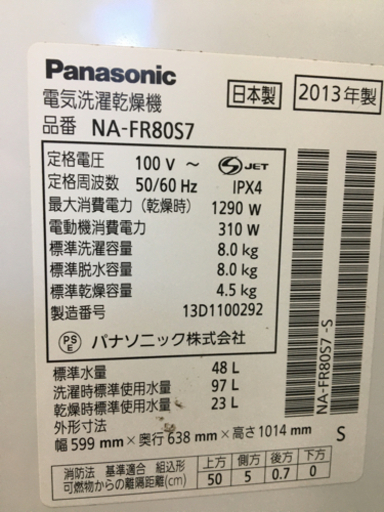 Panasonic
電気洗濯乾燥機
日本製
2013年製
品番 NA-FR80S7
定格電圧 100 V ～
S JET
定格周波数 50/60 Hz IPX4
最大消費電力（乾燥時） 1290 W
電動機消費電力 310 W
標準洗濯容量 8.0 kg
標準脱水容量 8.0 kg
標準乾燥容量 4.5 kg
製造番号 13D1100292
PSE パナソニック株式会社
標準水量 48 L
洗濯時標準使用水量 97 L
乾燥時標準使用水量 23 L
外形寸法
幅 599 mm × 奥行 638 mm × 高さ 1014 mm
S
消防法 基準適合 組込形 上方 側方 後方 下方
可燃物からの離隔距離(cm) 50 5 0.7 0
NA-FR80S7 -S